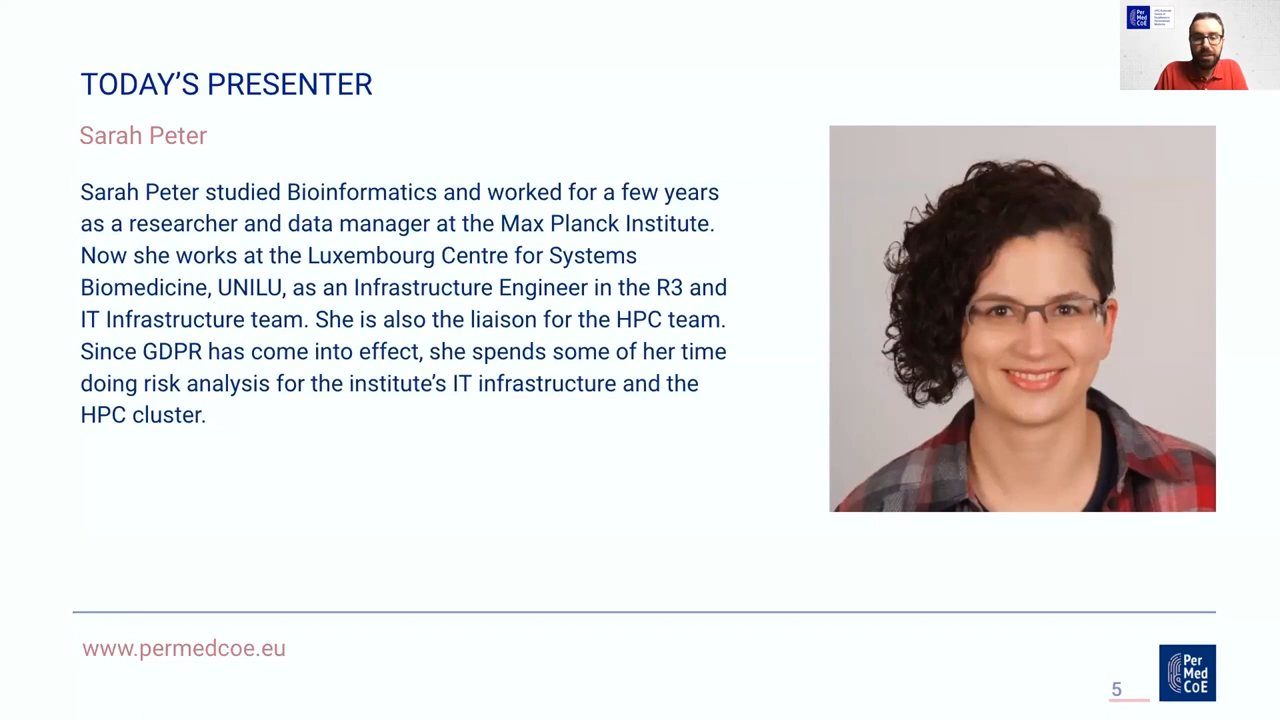 Per
Med
CoE
TODAY'S PRESENTER
Sarah Peter
Sarah Peter studied Bioinformatics and worked for a few years
as a researcher and data manager at the Max Planck Institute.
Now she works at the Luxembourg Centre for Systems
Biomedicine, UNILU, as an Infrastructure Engineer in the R3 and
IT Infrastructure team. She is also the liaison for the HPC team.
Since GDPR has come into effect, she spends some of her time
doing risk analysis for the institute's IT infrastructure and the
HPC cluster.
www.permedcoe.eu
5
Per
Med
CoE